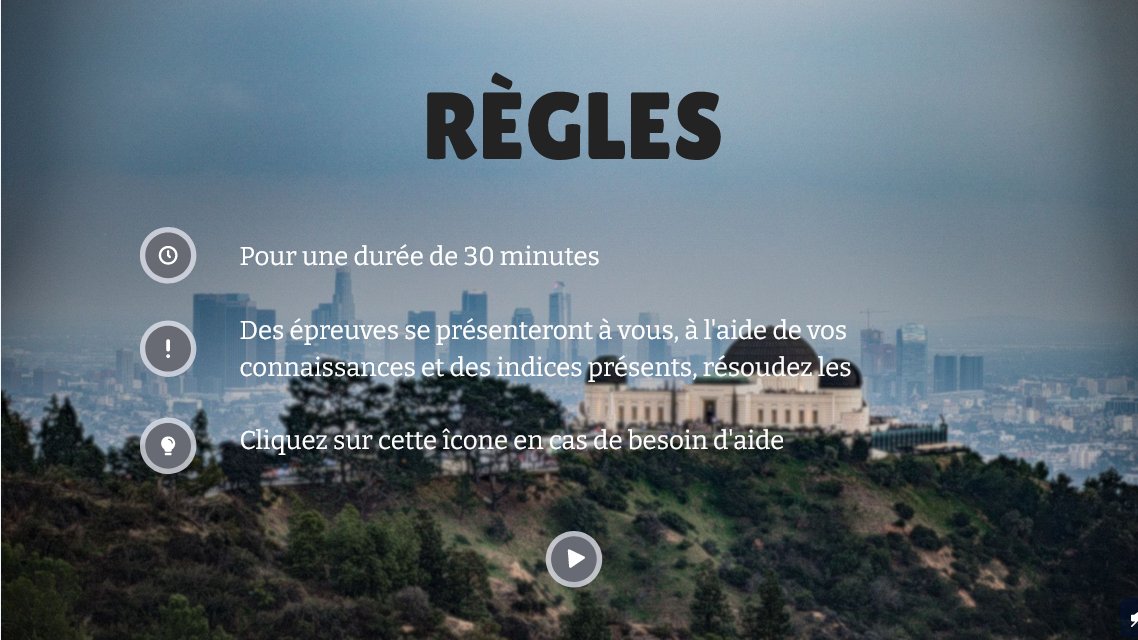 RÈGLES
Pour une durée de 30 minutes
Des épreuves se présenteront à vous, à l'aide de vos
connaissances et des indices présents, résoudez les
Cliquez sur cette îcone en cas de besoin d'aide